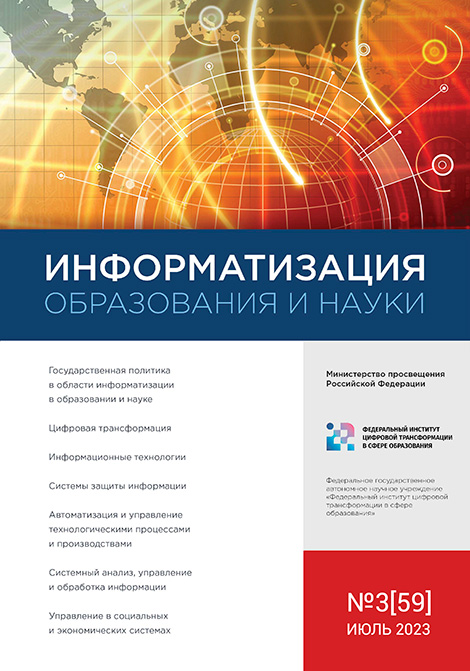 ИНФОРМАТИЗАЦИЯ
ОБРАЗОВАНИЯ И НАУКИ
Государственная политика
в области информатизации
в образовании и науке
Цифровая трансформация
Информационные технологии
Системы защиты информации
Автоматизация и управление
технологическими процессами
и производствами
Системный анализ, управление
и обработка информации
Управление в социальных
и экономических системах
Министерство просвещения
Российской Федерации
ФЕДЕРАЛЬНЫЙ ИНСТИТУТ
ЦИФРОВОЙ ТРАНСФОРМАЦИИ
В СФЕРЕ ОБРАЗОВАНИЯ
Федеральное государственное
автономное научное учреждение
«Федеральный институт цифровой
трансформации в сфере
образования»
№3[59]
ИЮЛЬ 2023